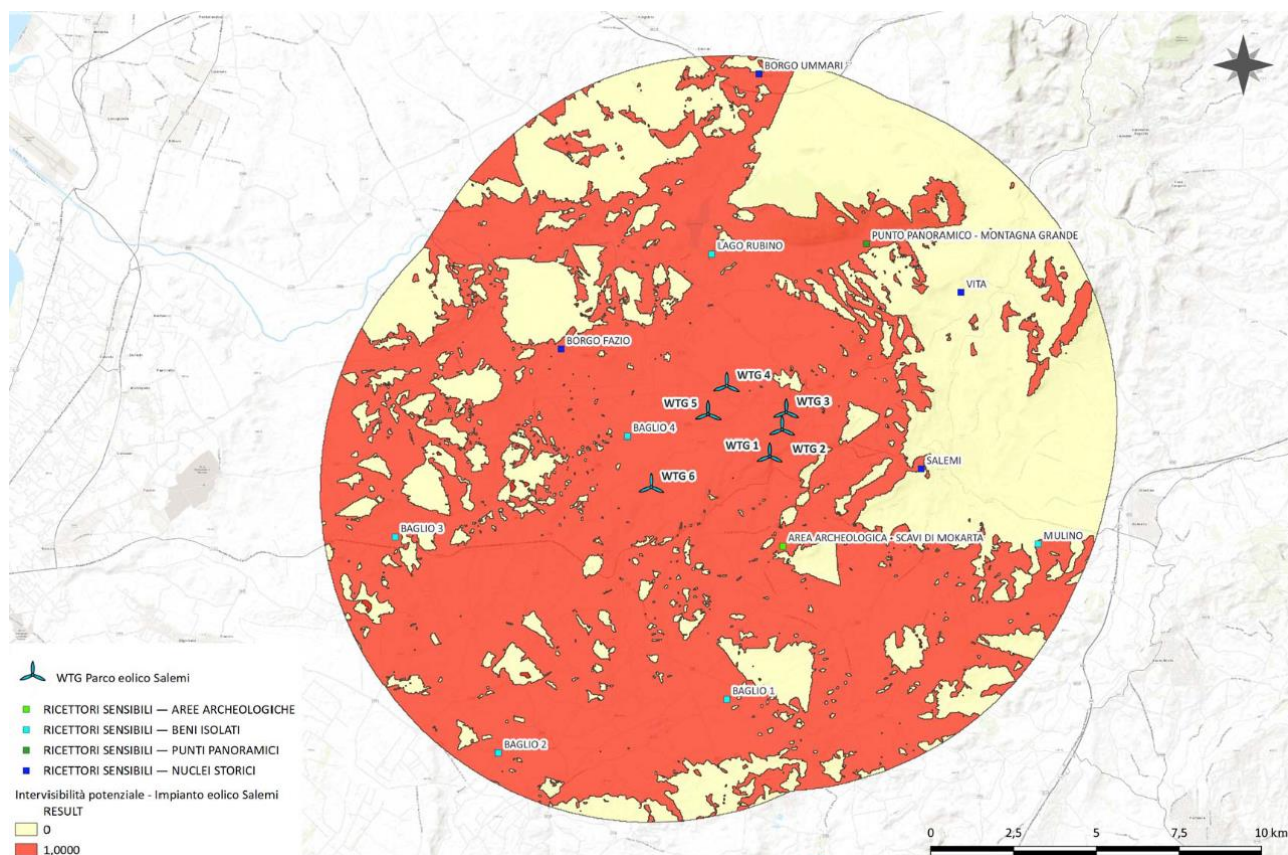 BORGO UMMARI
PUNTO PANORAMICO - MONTAGNA GRANDE
LAGO RUBINO
VITA
BORGO FAZIO
WTG 4
WTG 5
WTG 3
BAGLIO 4
WTG 1
WTG 2
SALEMI
WTG 6
BAGLIO 3
AREA ARCHEOLOGICA - SCAVI DI MOKARTA
MULINO
BAGLIO 1
BAGLIO 2
WTG Parco eolico Salemi
RICETTORI SENSIBILI — AREE ARCHEOLOGICHE
RICETTORI SENSIBILI — BENI ISOLATI
RICETTORI SENSIBILI — PUNTI PANORAMICI
RICETTORI SENSIBILI — NUCLEI STORICI
Intervisibilità potenziale - Impianto eolico Salemi
RESULT
0
1,0000
0 2,5 5 7,5 10 km